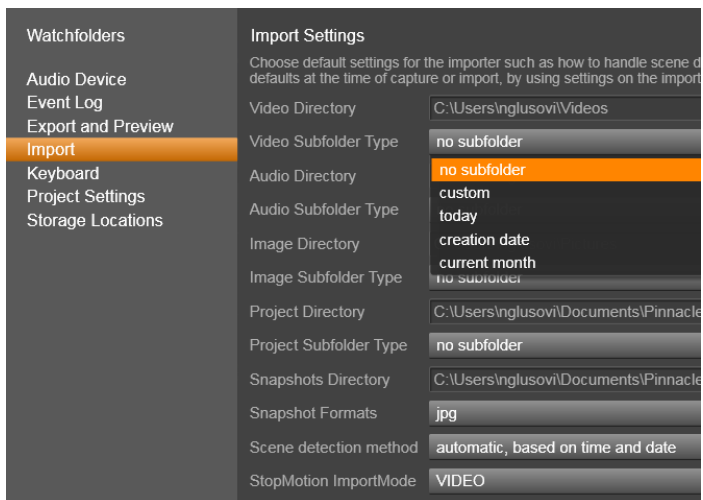 Watchfolders
Audio Device
Event Log
Export and Preview
Import
Keyboard
Project Settings
Storage Locations
Import Settings
Choose default settings for the importer such as how to handle scene d
defaults at the time of capture or import, by using settings on the import
Video Directory C:\Users\nglusovi\Videos
Video Subfolder Type no subfolder
no subfolder
Audio Directory
custom
Audio Subfolder Type
today
Image Directory
creation date
current month
Image Subfolder Type no subfolder
Project Directory C:\Users\nglusovi\Documents\Pinnacle
Project Subfolder Type no subfolder
Snapshots Directory C:\Users\nglusovi\Documents\Pinnacle
Snapshot Formats jpg
Scene detection method automatic, based on time and date
StopMotion ImportMode VIDEO